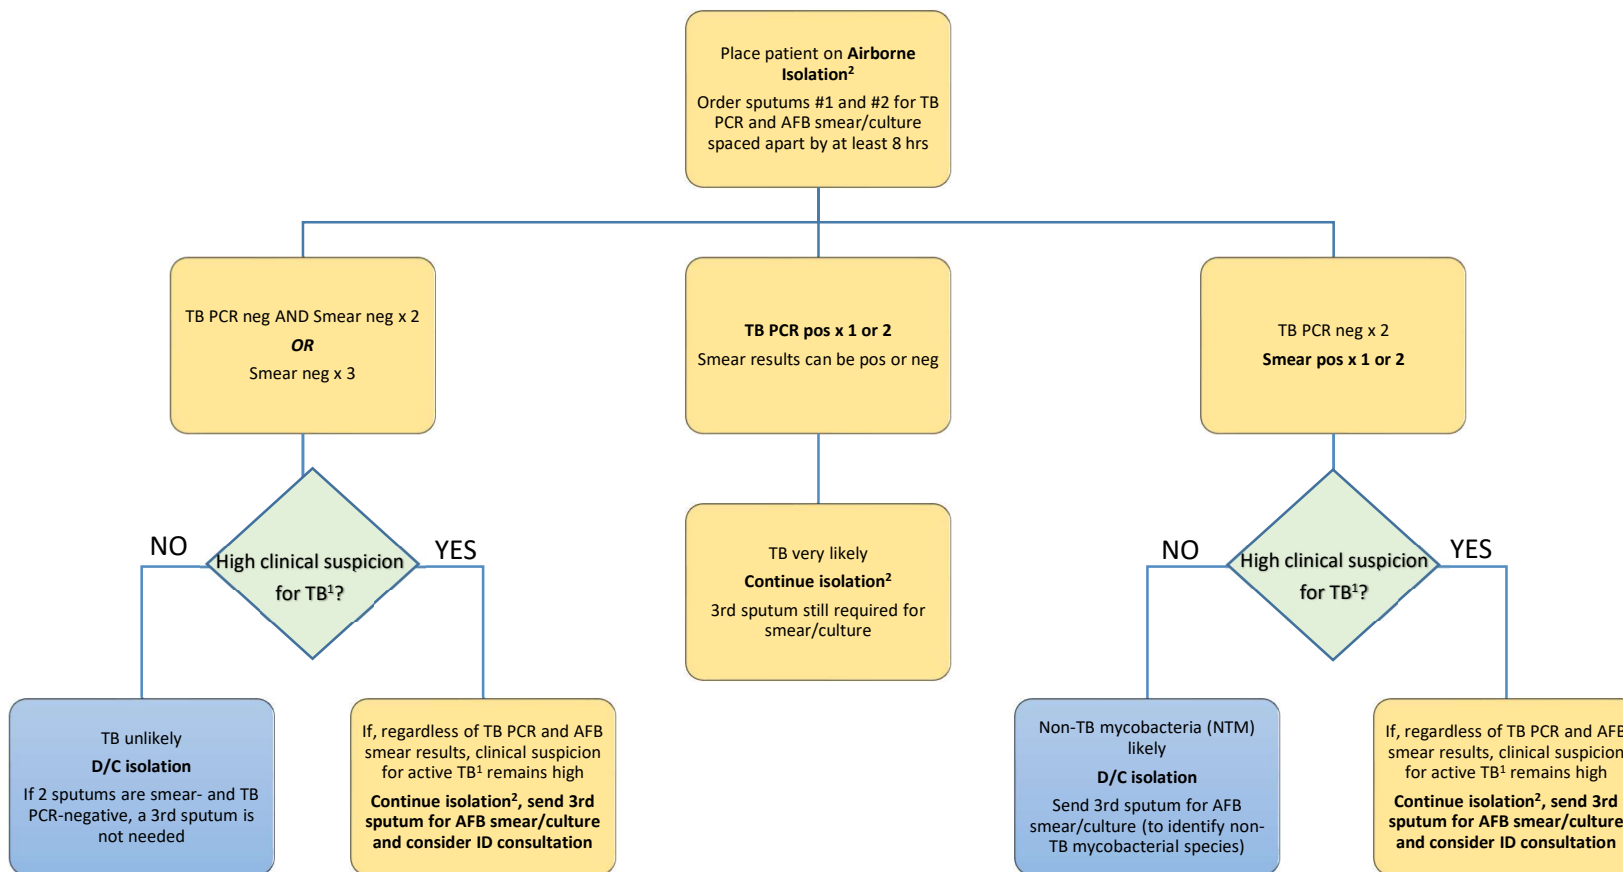 Place patient on Airborne
Isolation²
Order sputums #1 and #2 for TB
PCR and AFB smear/culture
spaced apart by at least 8 hrs
TB PCR neg AND Smear neg x 2
OR
Smear neg x 3
TB PCR pos x 1 or 2
Smear results can be pos or neg
TB PCR neg x 2
Smear pos x 1 or 2
NO
High clinical suspicion
for TB¹?
YES
TB very likely
Continue isolation²
3rd sputum still required for
smear/culture
NO
High clinical suspicion
for TB¹?
YES
TB unlikely
D/C isolation
If 2 sputums are smear- and TB
PCR-negative, a 3rd sputum is
not needed
If, regardless of TB PCR and AFB
smear results, clinical suspicion
for active TB¹ remains high
Continue isolation², send 3rd
sputum for AFB smear/culture
and consider ID consultation
Non-TB mycobacteria (NTM)
likely
D/C isolation
Send 3rd sputum for AFB
smear/culture (to identify non-
TB mycobacterial species)
If, regardless of TB PCR and AFB
smear results, clinical suspicion
for active TB¹ remains high
Continue isolation², send 3rd
sputum for AFB smear/culture
and consider ID consultation